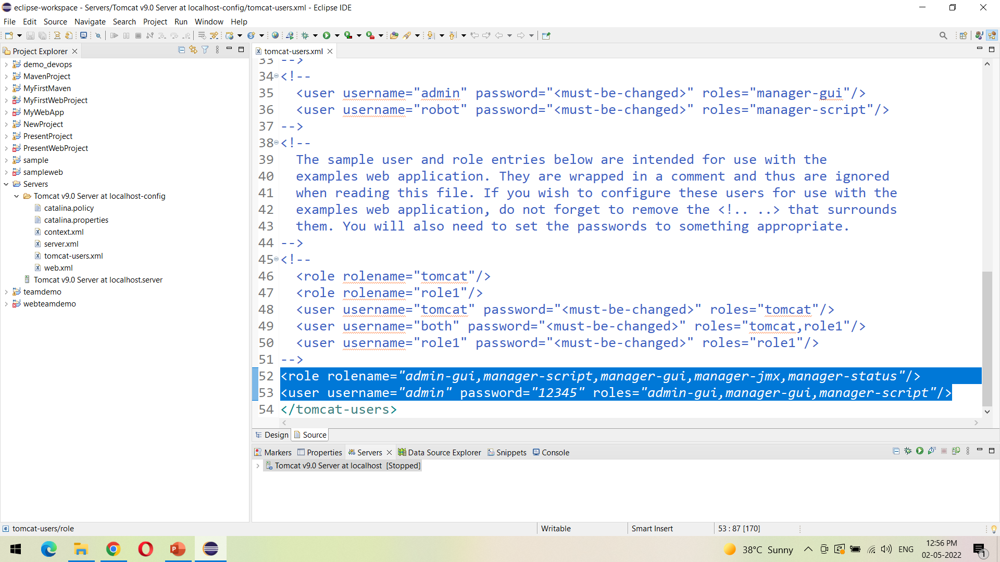 eclipse-workspace - Servers/Tomcat v9.0 Server at localhost-config/tomcat-users.xml - Eclipse IDE
File Edit Source Navigate Search Project Run Window Help
Project Explorer
demo_devops
MavenProject
MyFirstMaven
MyFirstWebProject
MyWebApp
NewProject
PresentProject
PresentWebProject
sample
sampleweb
Servers
Tomcat v9.0 Server at localhost-config
catalina.policy
catalina.properties
context.xml
server.xml
tomcat-users.xml
web.xml
Tomcat v9.0 Server at localhost.server
teamdemo
webteamdemo
tomcat-users.xml
33 -->
34 <!--
35 <user username="admin" password="<must-be-changed>" roles="manager-gui"/>
36 <user username="robot" password="<must-be-changed>" roles="manager-script"/>
37 -->
38 <!--
39 The sample user and role entries below are intended for use with the
40 examples web application. They are wrapped in a comment and thus are ignored
41 when reading this file. If you wish to configure these users for use with the
42 examples web application, do not forget to remove the <!.. ..> that surrounds
43 them. You will also need to set the passwords to something appropriate.
44 -->
45 <!--
46 <role rolename="tomcat"/>
47 <role rolename="role1"/>
48 <user username="tomcat" password="<must-be-changed>" roles="tomcat"/>
49 <user username="both" password="<must-be-changed>" roles="tomcat,role1"/>
50 <user username="role1" password="<must-be-changed>" roles="role1"/>
51 -->
52 <role rolename="admin-gui,manager-script,manager-gui,manager-jmx,manager-status"/>
53 <user username="admin" password="12345" roles="admin-gui,manager-gui,manager-script"/>
54 </tomcat-users>
Design Source
Markers Properties Servers Data Source Explorer Snippets Console
Tomcat v9.0 Server at localhost [Stopped]
tomcat-users/role
Writable
Smart Insert
53 : 87 [170]
38°C Sunny
ENG
12:56 PM
02-05-2022
1